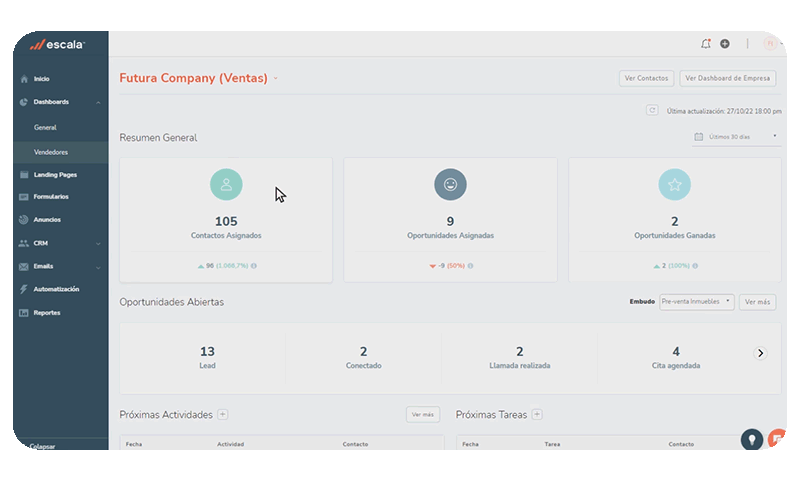 escala
Futura Company (Ventas)
Ver Contactos
Ver Dashboard de Empresa
Última actualización: 27/10/22 18:00 pm
Inicio
Dashboards
General
Vendedores
Landing Pages
Formularios
Anuncios
CRM
Emails
Automatización
Reportes
Colapsar
Resumen General
Últimos 30 días
105
Contactos Asignados
96 (1,066,7%)
9
Oportunidades Asignadas
-9 (50%)
2
Oportunidades Ganadas
2 (100%)
Oportunidades Abiertas
Embudo
Pre-venta Inmuebles
Ver más
13
Lead
2
Conectado
2
Llamada realizada
4
Cita agendada
Próximas Actividades
Ver más
Fecha Actividad Contacto
Próximas Tareas
Fecha Tarea Contacto